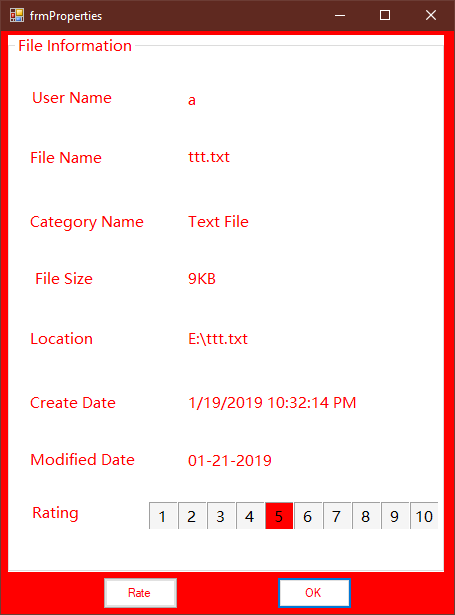 frmProperties
File Information
User Name a
File Name ttt.txt
Category Name Text File
File Size 9KB
Location E:\ttt.txt
Create Date 1/19/2019 10:32:14 PM
Modified Date 01-21-2019
Rating 1 2 3 4 5 6 7 8 9 10
Rate OK